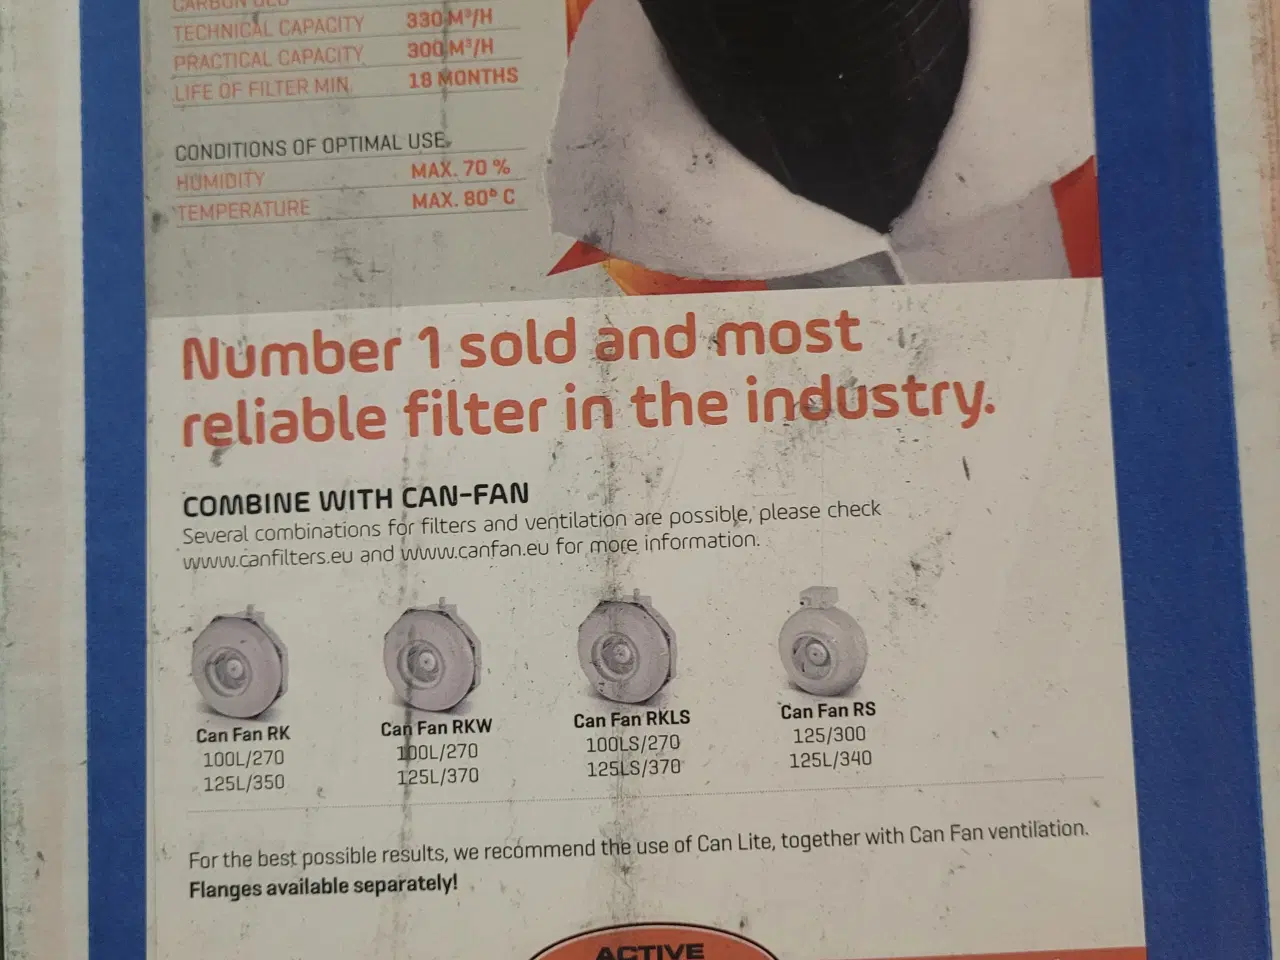 CARBON BED
TECHNICAL CAPACITY 330 M³/H
PRACTICAL CAPACITY 300 M³/H
LIFE OF FILTER MIN. 18 MONTHS
CONDITIONS OF OPTIMAL USE
HUMIDITY MAX. 70 %
TEMPERATURE MAX. 80° C
Number 1 sold and most
reliable filter in the industry.
COMBINE WITH CAN-FAN
Several combinations for filters and ventilation are possible, please check
www.canfilters.eu and www.canfan.eu for more information.
Can Fan RK
100L/270
125L/350
Can Fan RKW
100L/270
125L/370
Can Fan RKLS
100LS/270
125LS/370
Can Fan RS
125/300
125L/340
For the best possible results, we recommend the use of Can Lite, together with Can Fan ventilation.
Flanges available separately!
ACTIVE